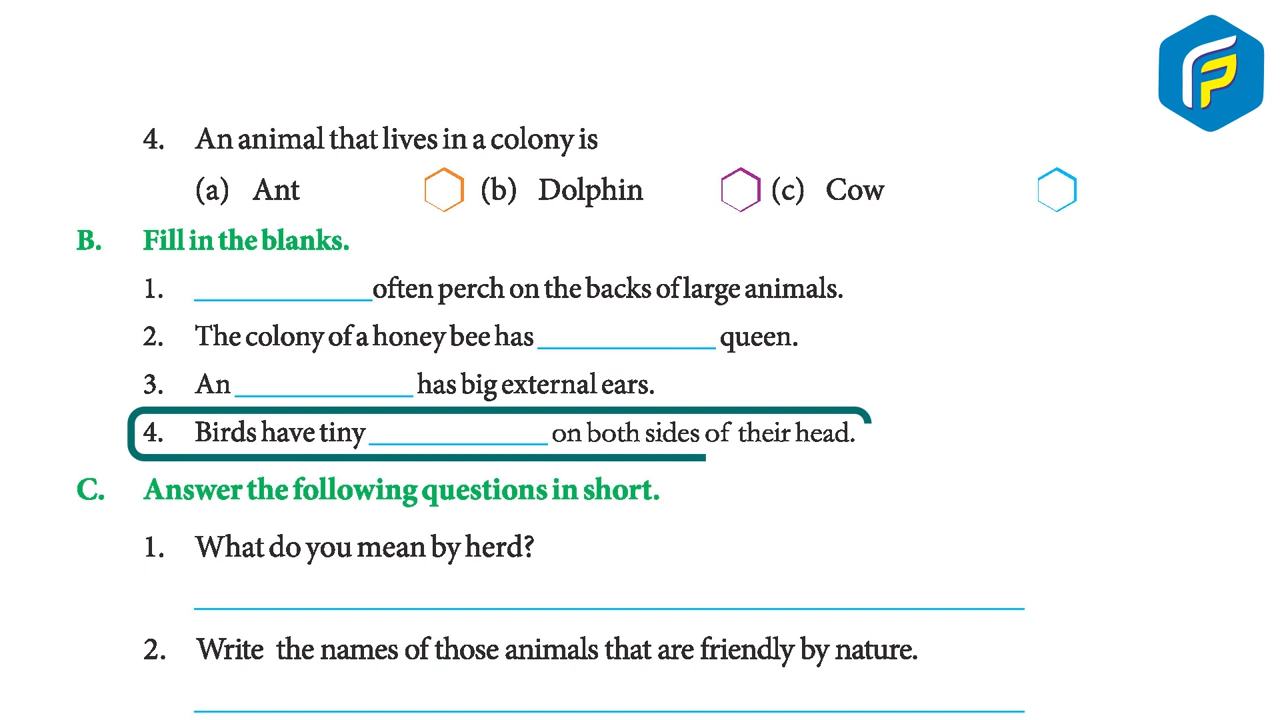 4. An animal that lives in a colony is
(a) Ant (b) Dolphin (c) Cow
B. Fill in the blanks.
1. ____________ often perch on the backs of large animals.
2. The colony of a honey bee has ____________ queen.
3. An ____________ has big external ears.
4. Birds have tiny ____________ on both sides of their head.
C. Answer the following questions in short.
1. What do you mean by herd?
2. Write the names of those animals that are friendly by nature.